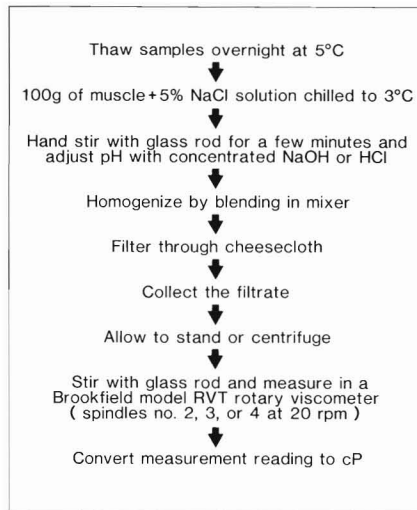 Thaw samples overnight at 5°C
100g of muscle+5% NaCl solution chilled to 3°C
Hand stir with glass rod for a few minutes and
adjust pH with concentrated NaOH or HCl
Homogenize by blending in mixer
Filter through cheesecloth
Collect the filtrate
Allow to stand or centrifuge
Stir with glass rod and measure in a
Brookfield model RVT rotary viscometer
( spindles no. 2, 3, or 4 at 20 rpm )
Convert measurement reading to cP